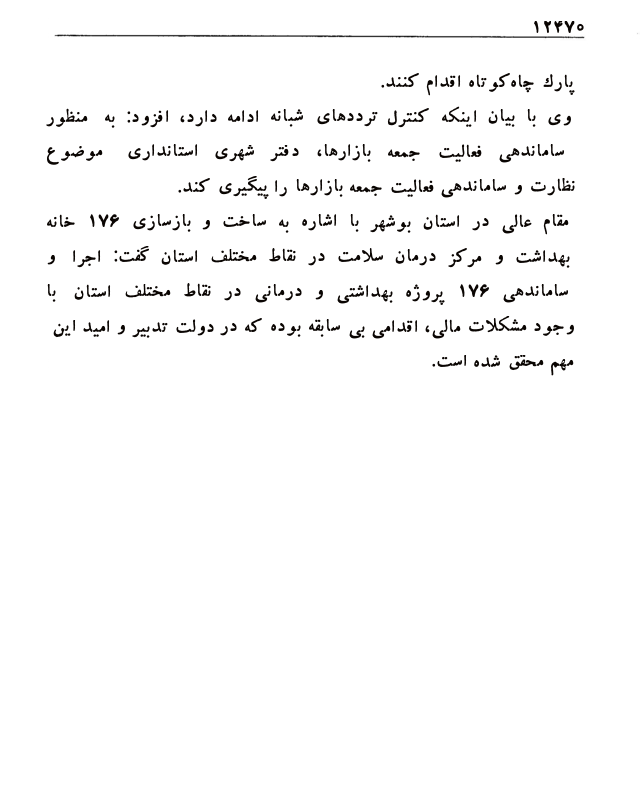 ۱۲۴۷۰
پارك چاه‌کوتاه اقدام کنند.
وی با بیان اینکه کنترل ترددهای شبانه ادامه دارد، افزود: به منظور
ساماندهی فعالیت جمعه بازارها، دفتر شهری استانداری موضوع
نظارت و ساماندهی فعالیت جمعه بازارها را پیگیری کند.
مقام عالی در استان بوشهر با اشاره به ساخت و بازسازی ۱۷۶ خانه
بهداشت و مرکز درمان سلامت در نقاط مختلف استان گفت: اجرا و
ساماندهی ۱۷۶ پروژه بهداشتی و درمانی در نقاط مختلف استان با
وجود مشکلات مالی، اقدامی بی سابقه بوده که در دولت تدبیر و امید این
مهم محقق شده است.